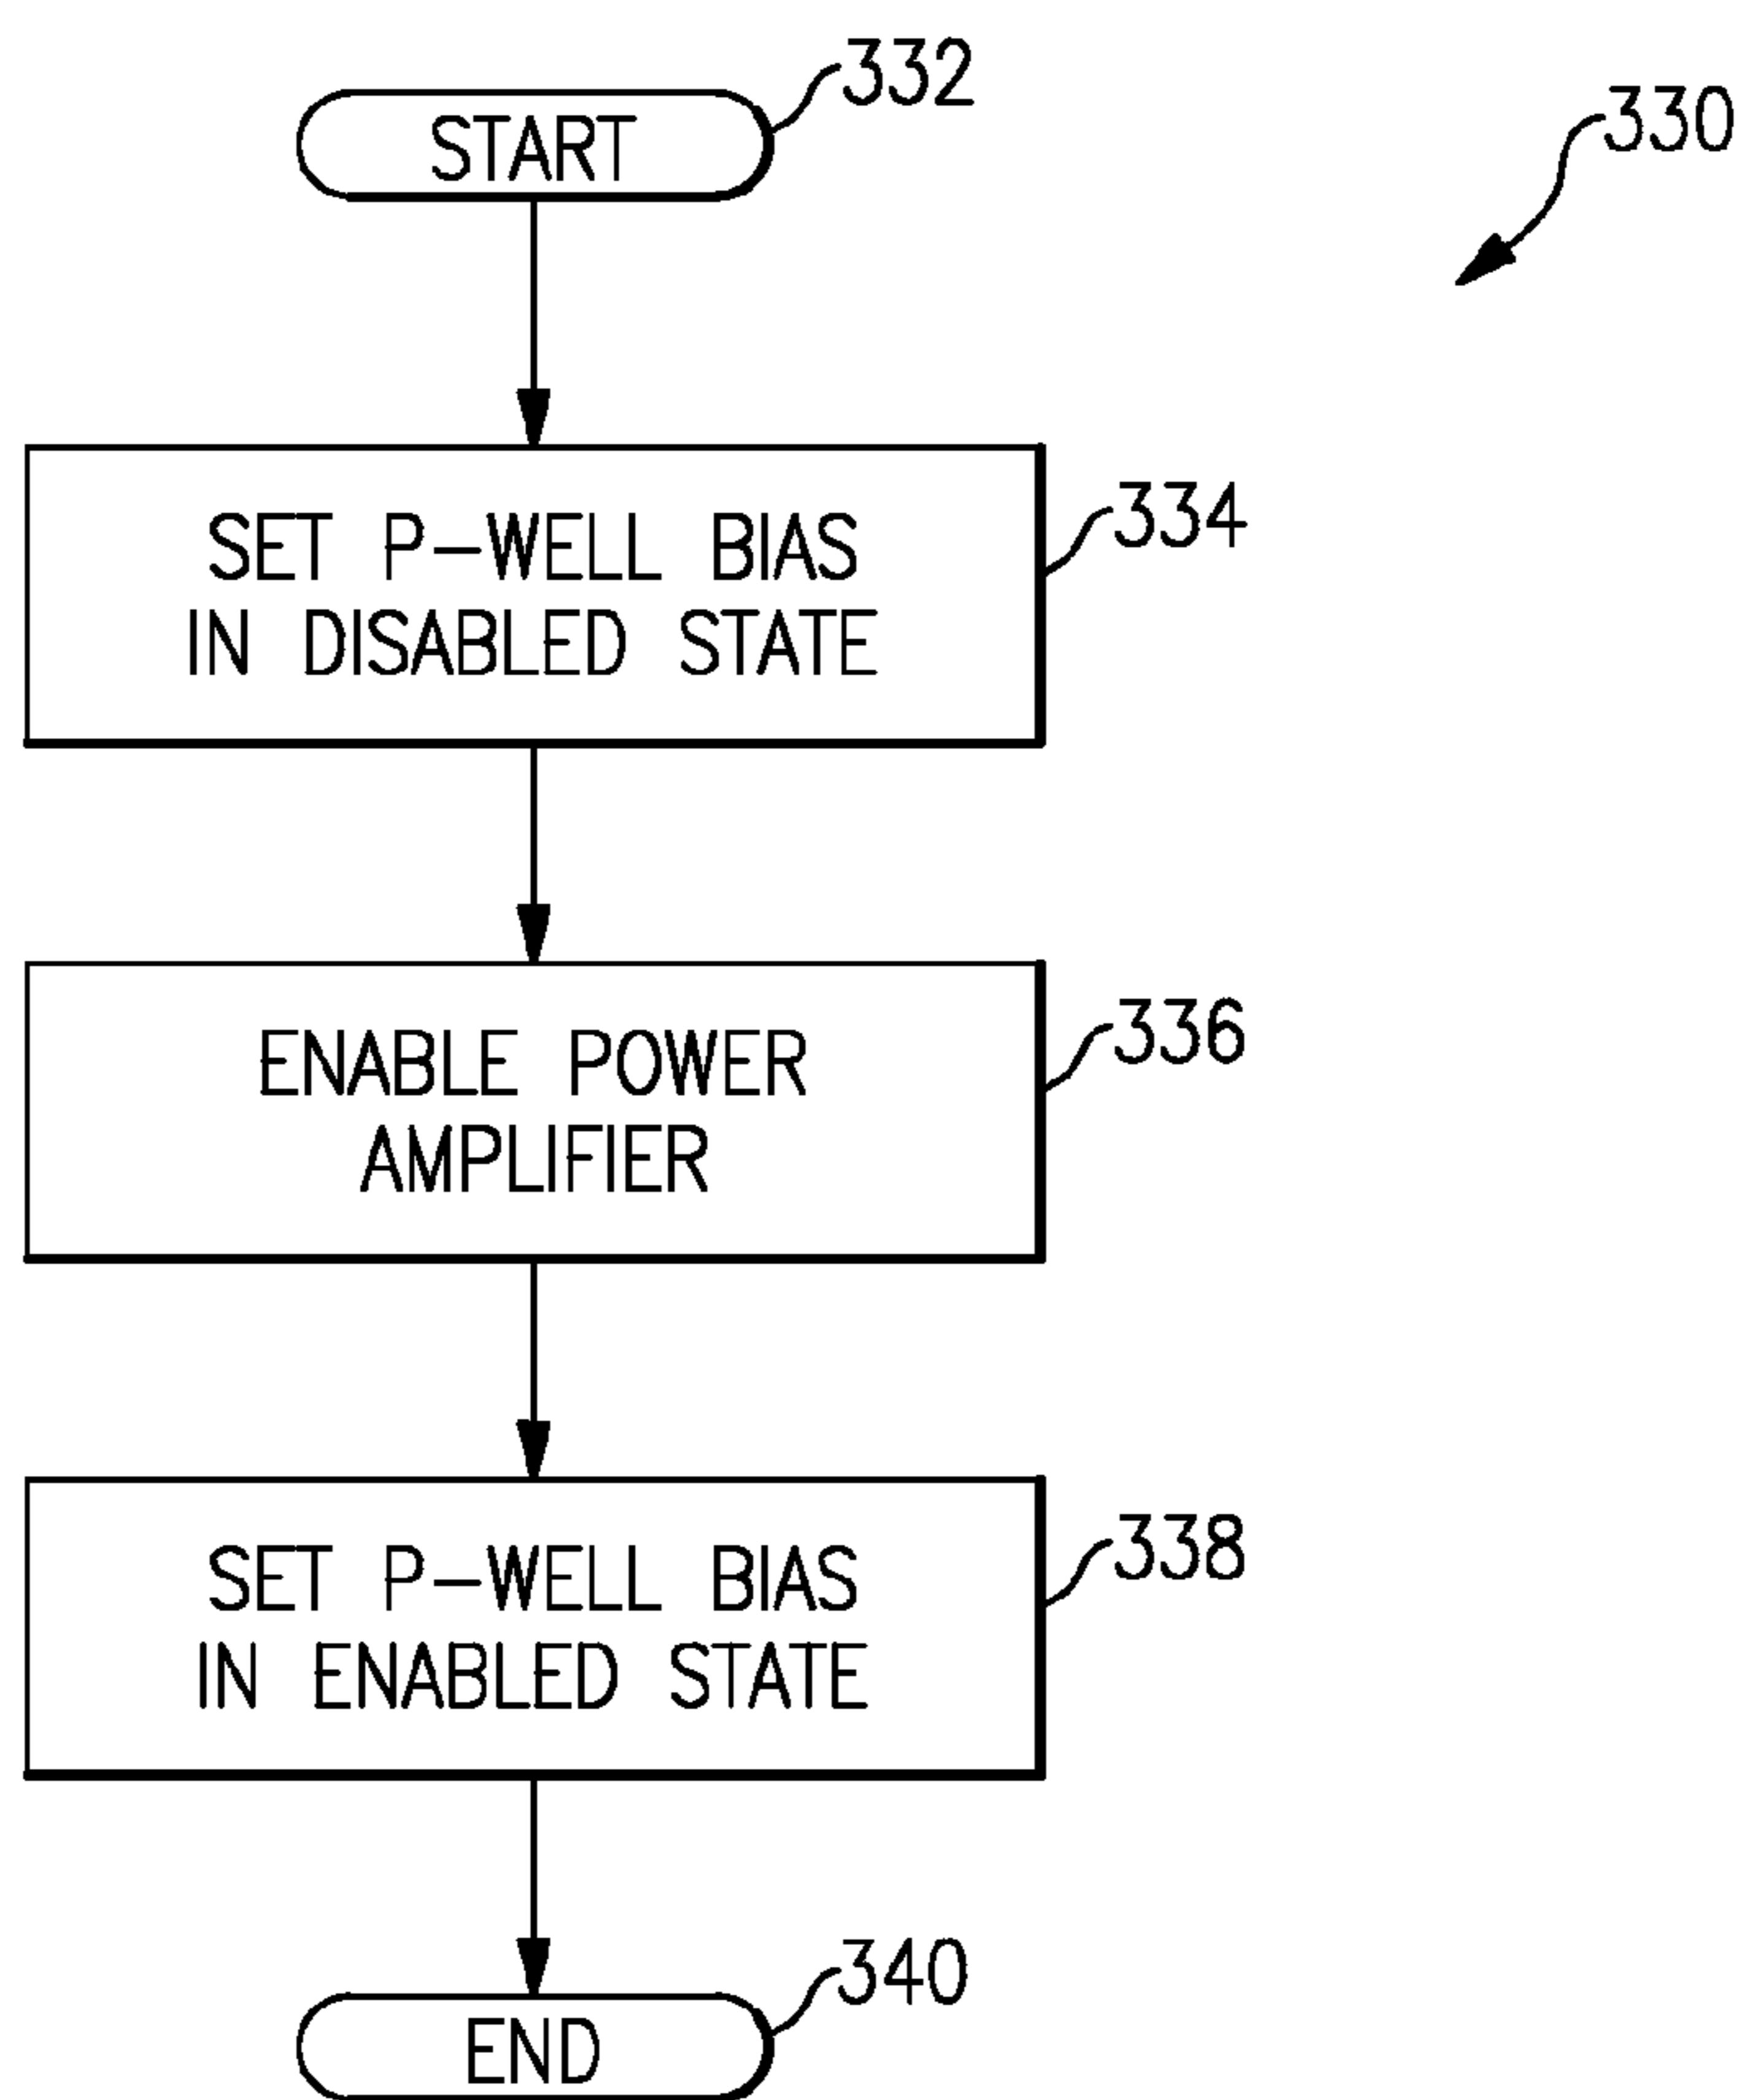 START
332
330
SET P-WELL BIAS
IN DISABLED STATE
334
ENABLE POWER
AMPLIFIER
336
SET P-WELL BIAS
IN ENABLED STATE
338
END
340